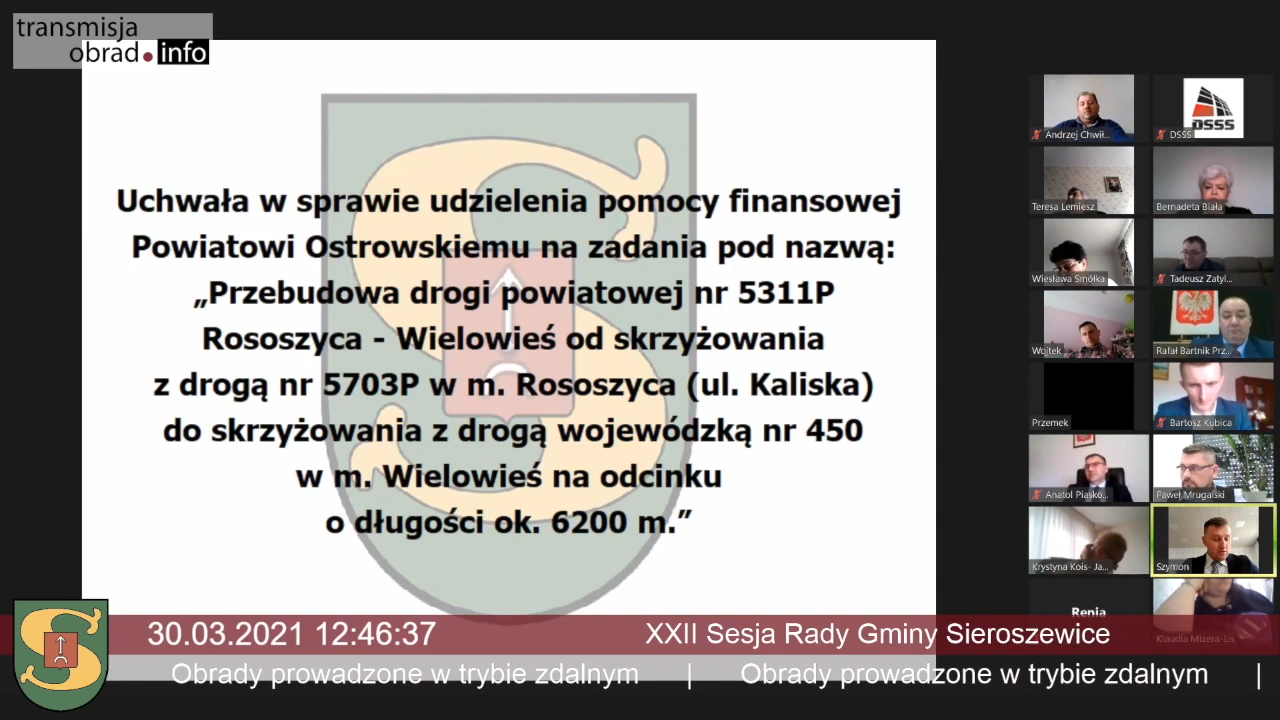 transmisja
obrad.info
Uchwała w sprawie udzielenia pomocy finansowej
Powiatowi Ostrowskiemu na zadania pod nazwą:
„Przebudowa drogi powiatowej nr 5311P
Rososzyca - Wielowieś od skrzyżowania
z drogą nr 5703P w m. Rososzyca (ul. Kaliska)
do skrzyżowania z drogą wojewódzką nr 450
w m. Wielowieś na odcinku
o długości ok. 6200 m.”
Andrzej Chwił...
DSSS
DSSS
Teresa Lemiesz
Bernadeta Biała
Wiesława Smółka
Tadeusz Zatyl...
Wojtek
Rafał Bartnik Prz...
Przemek
Bartosz Kubica
Anatol Piasko...
Paweł Mrugalski
Krystyna Kois- Ja...
Szymon
Renia
Klaudia Mizera-Lis
30.03.2021 12:46:37
XXII Sesja Rady Gminy Sieroszewice
Obrady prowadzone w trybie zdalnym | Obrady prowadzone w trybie zdalnym |